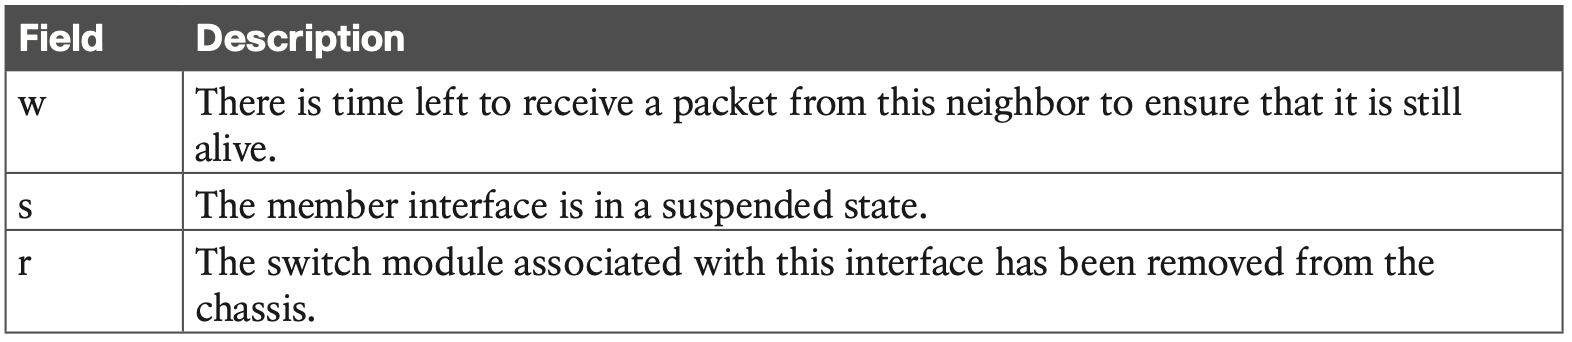 Field Description
w There is time left to receive a packet from this neighbor to ensure that it is still
alive.
s The member interface is in a suspended state.
r The switch module associated with this interface has been removed from the
chassis.